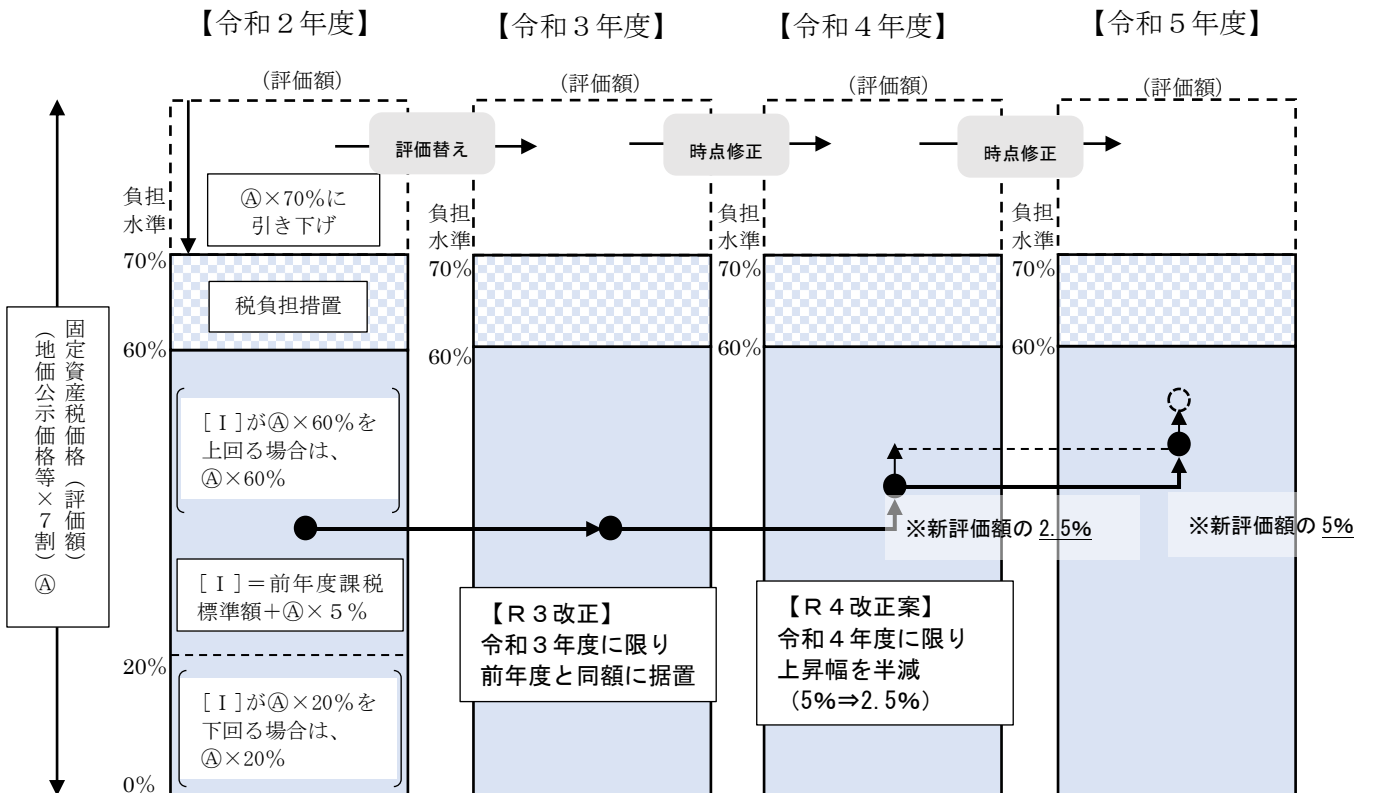 【令和２年度】
【令和３年度】
【令和４年度】
【令和５年度】
(評価額)
(評価額)
(評価額)
(評価額)
評価替え
時点修正
時点修正
固定資産税価格（評価額）
（地価公示価格等×７割）Ⓐ
負担
水準
70%
60%
20%
0%
Ⓐ×70%に
引き下げ
税負担措置
［Ⅰ］がⒶ×60%を
上回る場合は、
Ⓐ×60%
［Ⅰ］＝前年度課税
標準額＋Ⓐ×５％
［Ⅰ］がⒶ×20%を
下回る場合は、
Ⓐ×20%
負担
水準
70%
60%
【Ｒ３改正】
令和３年度に限り
前年度と同額に据置
負担
水準
70%
60%
※新評価額の 2.5%
【Ｒ４改正案】
令和４年度に限り
上昇幅を半減
（5%⇒2.5%）
負担
水準
70%
60%
※新評価額の 5%